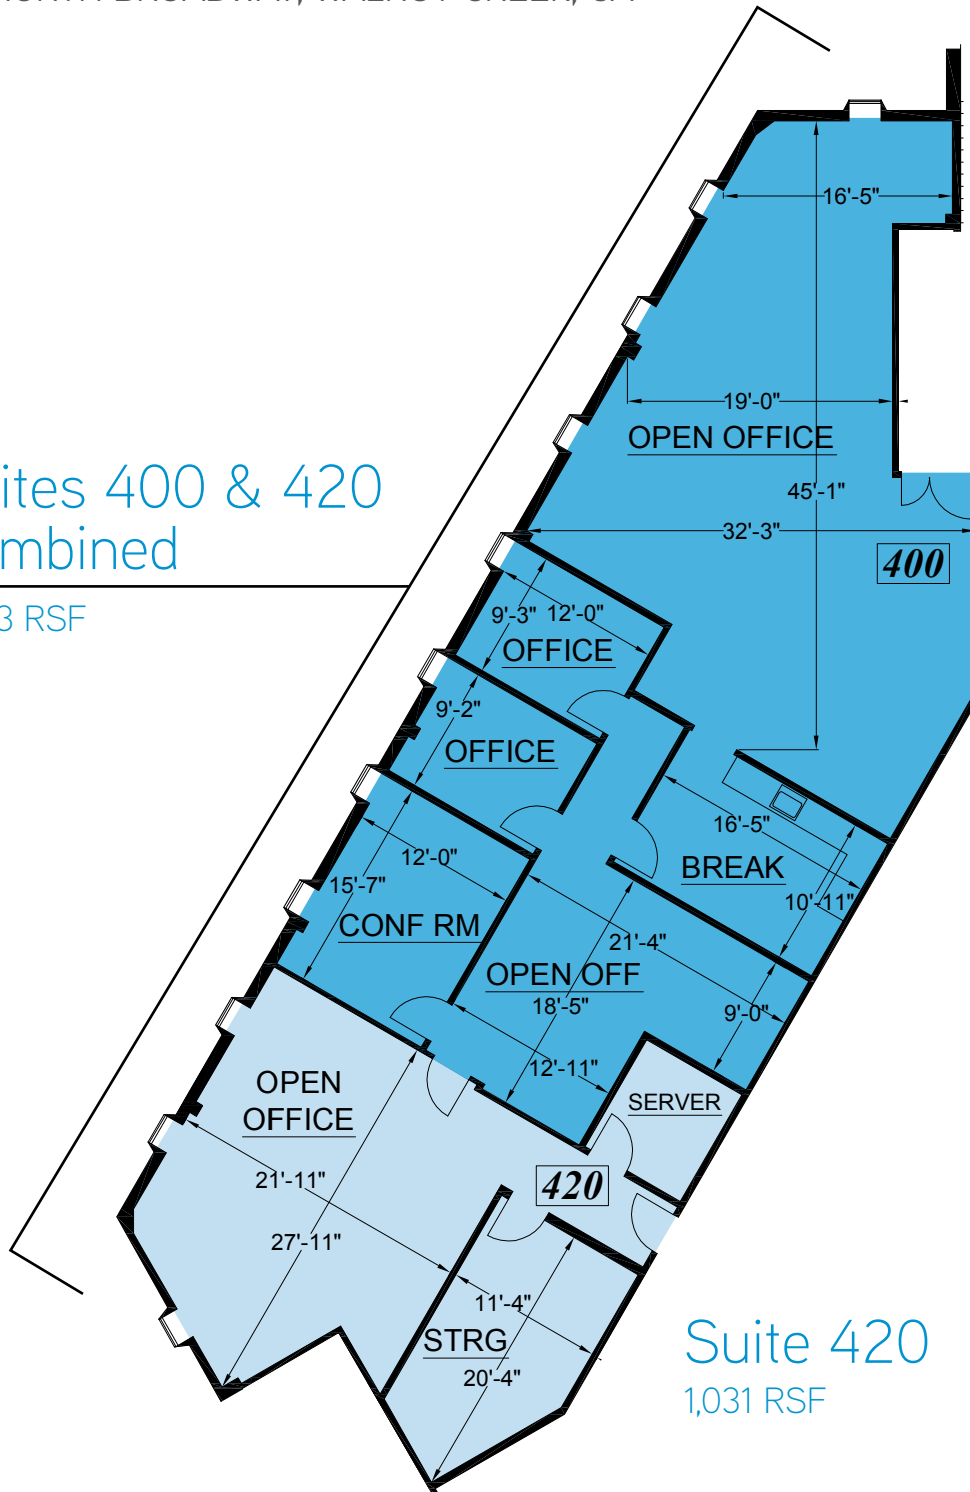 16'-5"
19'-0"
OPEN OFFICE
45'-1"
32'-3"
400
ites 400 & 420
mbined
3 RSF
9'-3"
12'-0"
OFFICE
9'-2"
OFFICE
16'-5"
BREAK
10'-11"
12'-0"
15'-7"
CONF RM
21'-4"
OPEN OFF
18'-5"
9'-0"
12'-11"
SERVER
OPEN
OFFICE
420
21'-11"
27'-11"
11'-4"
STRG
20'-4"
Suite 420
1,031 RSF